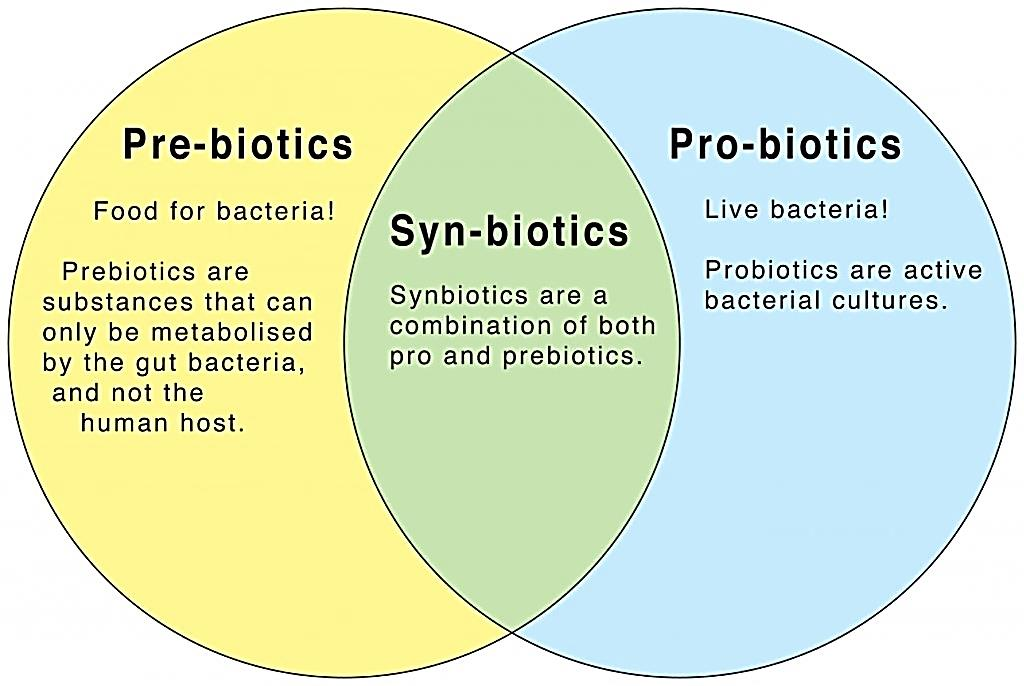 Pre-biotics
Food for bacteria!
Prebiotics are
substances that can
only be metabolised
by the gut bacteria,
and not the
human host.
Syn-biotics
Synbiotics are a
combination of both
pro and prebiotics.
Pro-biotics
Live bacteria!
Probiotics are active
bacterial cultures.